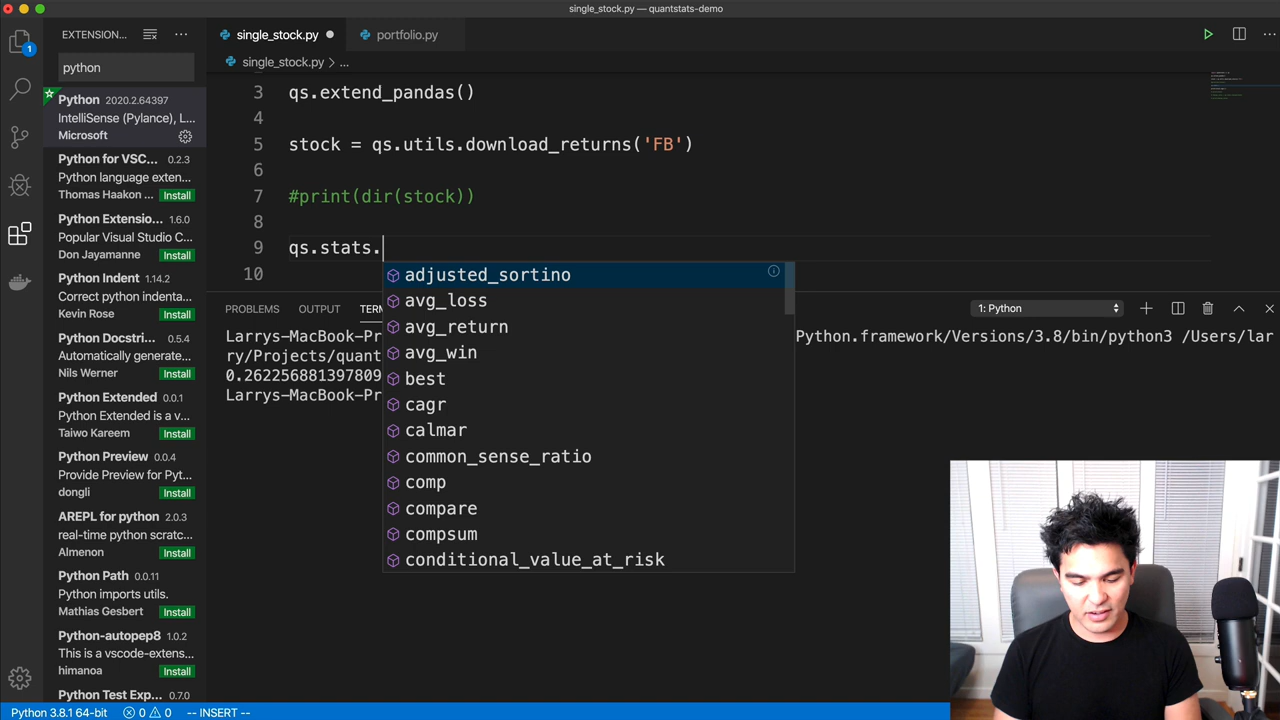 single_stock.py — quantstats-demo
1
EXTENSION...
python
Python 2020.2.64397
IntelliSense (Pylance), L...
Microsoft
Python for VSC... 0.2.3
Python language exten...
Thomas Haakon ... Install
Python Extensio... 1.6.0
Popular Visual Studio C...
Don Jayamanne Install
Python Indent 1.14.2
Correct python indenta...
Kevin Rose Install
Python Docstri... 0.5.4
Automatically generate...
Nils Werner Install
Python Extended 0.0.1
Python Extended is a v...
Taiwo Kareem Install
Python Preview 0.0.4
Provide Preview for Pyt...
dongli Install
AREPL for python 2.0.3
real-time python scratc...
Almenon Install
Python Path 0.0.11
Python imports utils.
Mathias Gesbert Install
Python-autopep8 1.0.2
This is a vscode-extens...
himanoa Install
Python Test Exp... 0.7.0
single_stock.py portfolio.py
single_stock.py > ...
3 qs.extend_pandas()
4
5 stock = qs.utils.download_returns('FB')
6
7 #print(dir(stock))
8
9 qs.stats.
10
adjusted_sortino
avg_loss
avg_return
avg_win
best
cagr
calmar
common_sense_ratio
comp
compare
compsum
conditional_value_at_risk
PROBLEMS OUTPUT TERM 1: Python
Larrys-MacBook-Pr Python.framework/Versions/3.8/bin/python3 /Users/lar
ry/Projects/quant
0.262256881397809
Larrys-MacBook-Pr
Python 3.8.1 64-bit 0 0 -- INSERT --